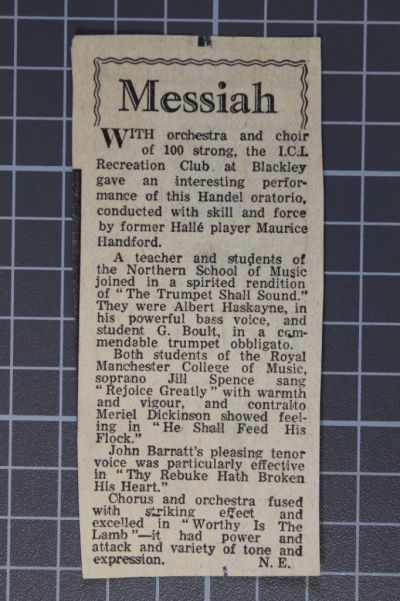 Messiah
WITH orchestra and choir
of 100 strong, the I.C.I.
Recreation Club at Blackley
gave an interesting perfor-
mance of this Handel oratorio,
conducted with skill and force
by former Hallé player Maurice
Handford.
A teacher and students of
the Northern School of Music
joined in a spirited rendition
of "The Trumpet Shall Sound."
They were Albert Haskayne, in
his powerful bass voice, and
student G. Boult, in a com-
mendable trumpet obbligato.
Both students of the Royal
Manchester College of Music,
soprano Jill Spence sang
"Rejoice Greatly" with warmth
and vigour, and contralto
Meriel Dickinson showed feel-
ing in "He Shall Feed His
Flock."
John Barratt's pleasing tenor
voice was particularly effective
in "Thy Rebuke Hath Broken
His Heart."
Chorus and orchestra fused
with striking effect and
excelled in "Worthy Is The
Lamb"—it had power and
attack and variety of tone and
expression. N. E.